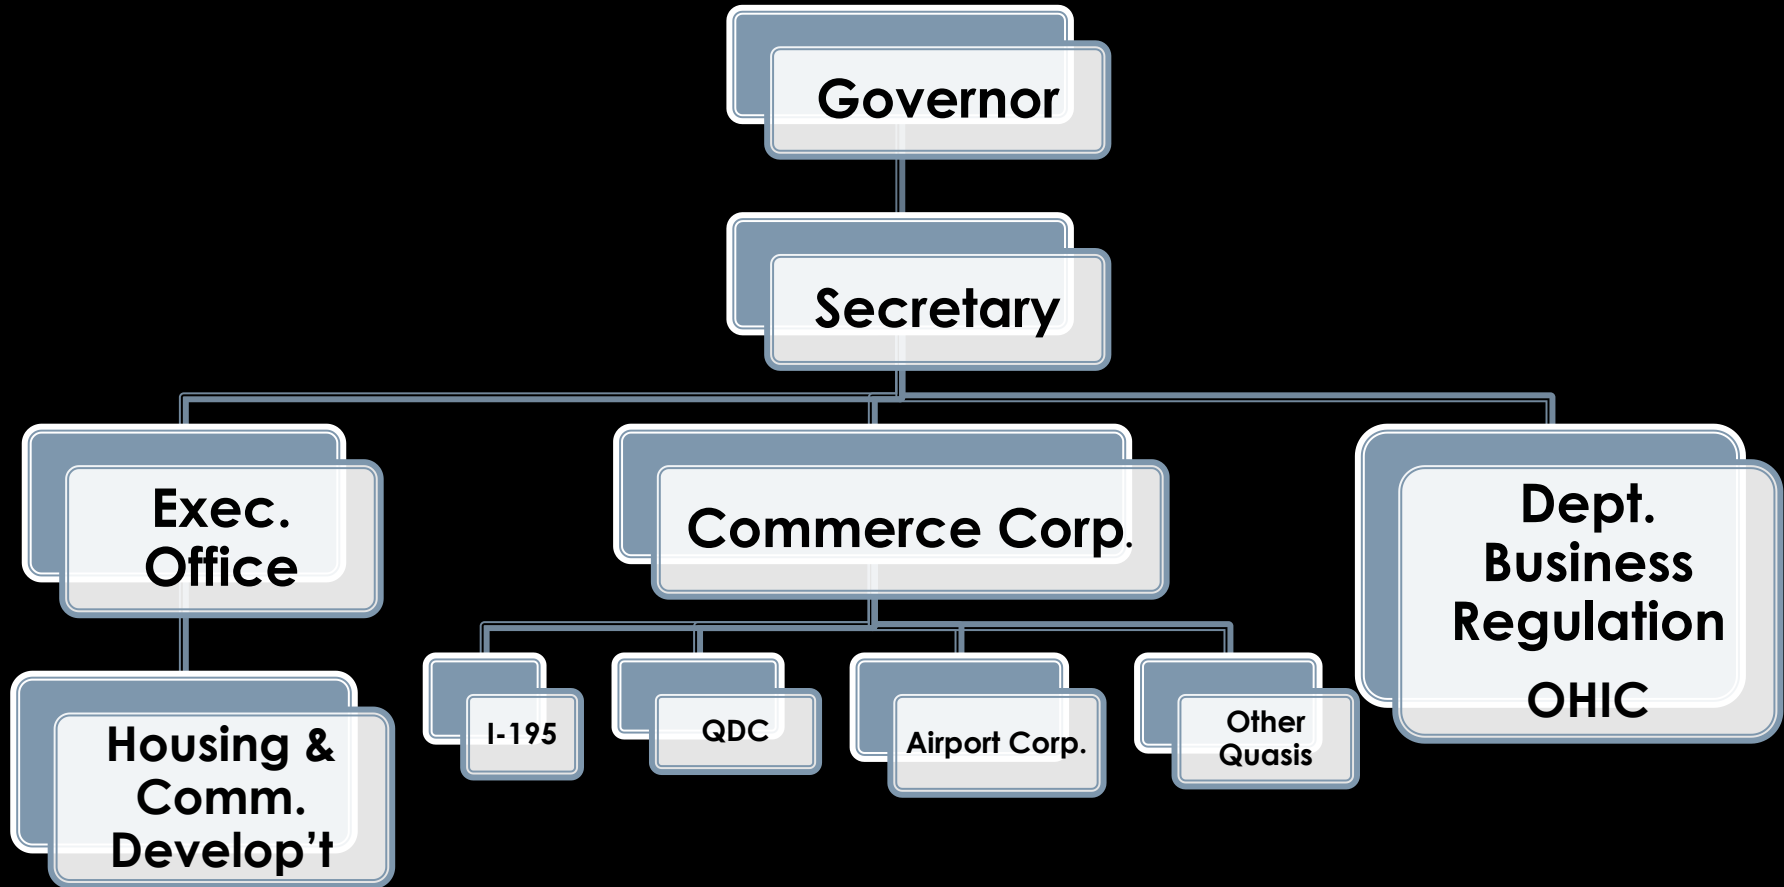 Governor
Secretary
Exec.
Office
Commerce Corp.
Dept.
Business
Regulation
OHIC
Housing &
Comm.
Develop’t
I-195
QDC
Airport Corp.
Other
Quasis